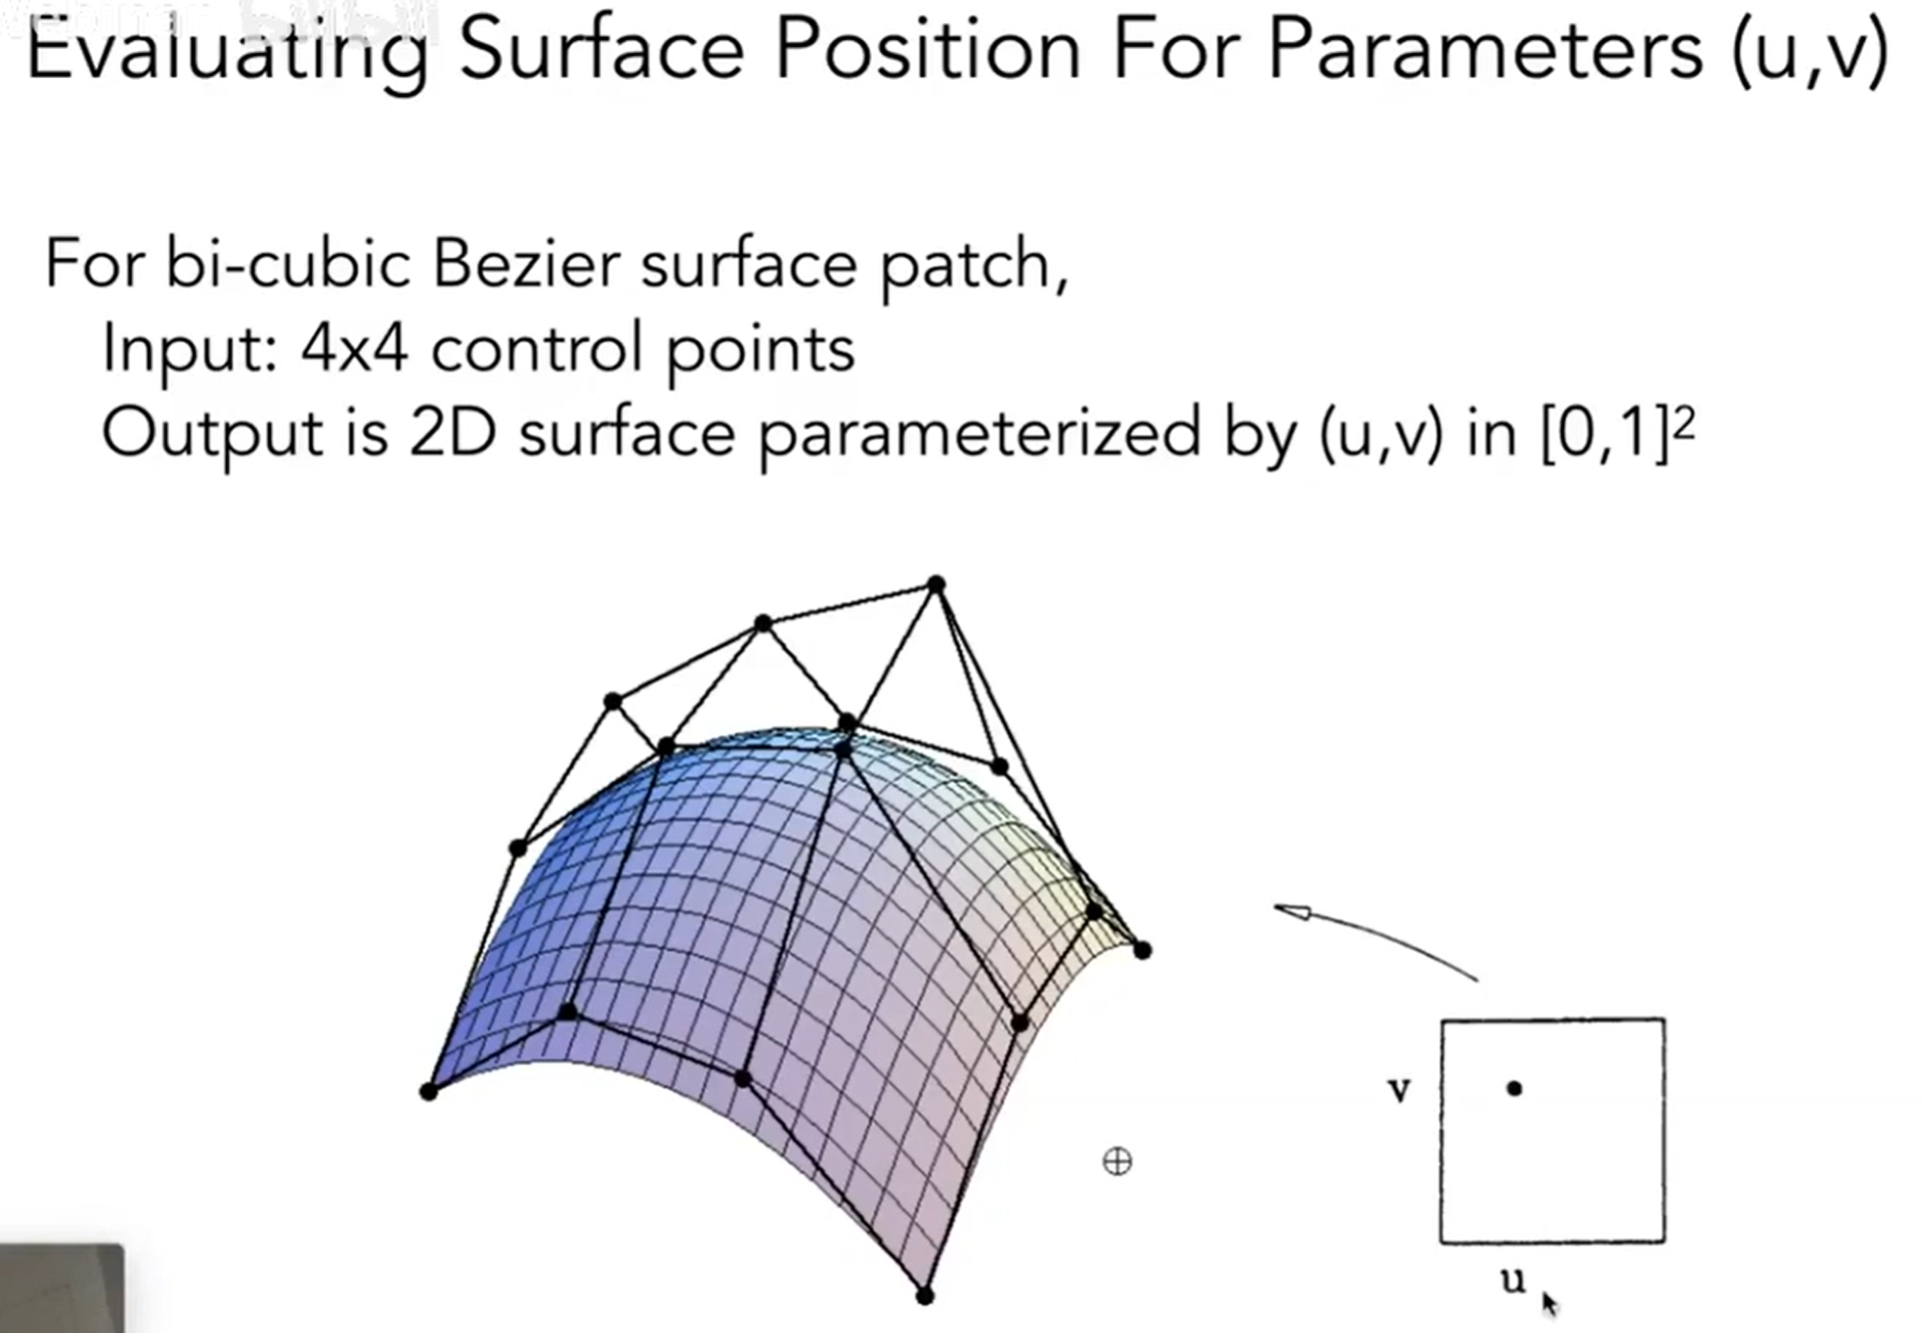 Evaluating Surface Position For Parameters (u,v)
For bi-cubic Bezier surface patch,
Input: 4x4 control points
Output is 2D surface parameterized by (u,v) in [0,1]²
v
u